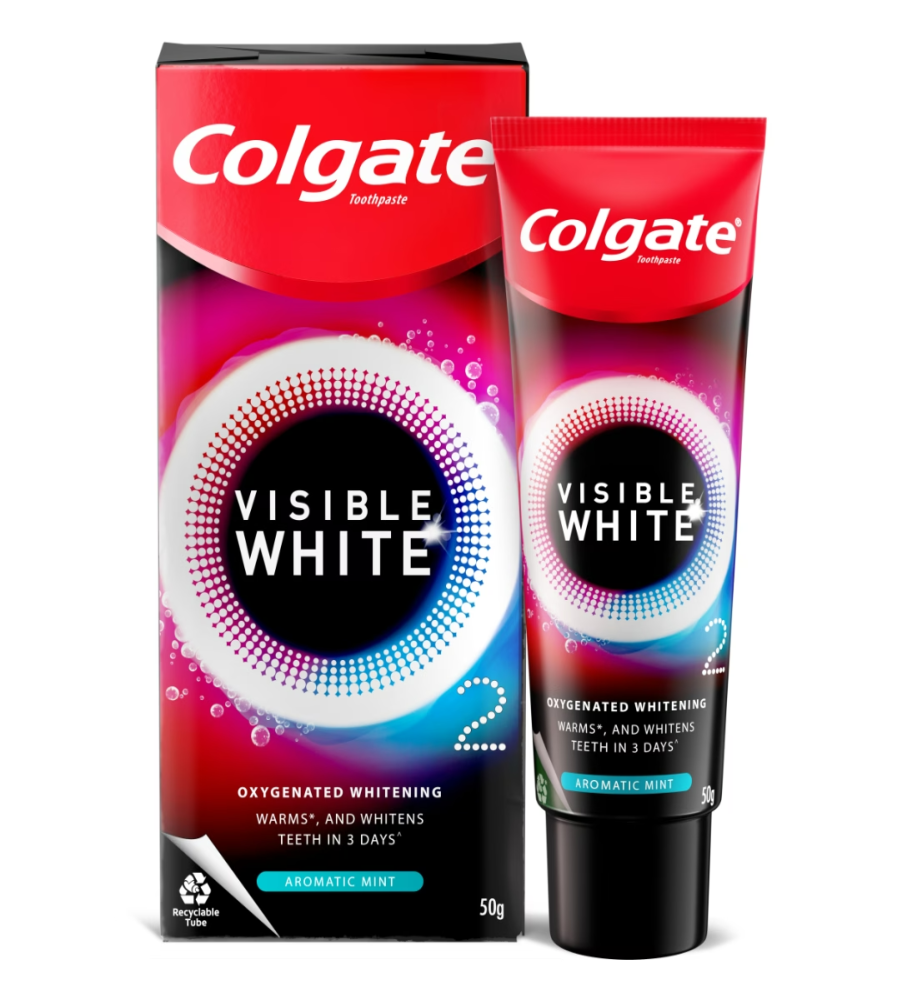 Colgate
Toothpaste
VISIBLE
WHITE
2
OXYGENATED WHITENING
WARMS*, AND WHITENS
TEETH IN 3 DAYS^
AROMATIC MINT
Recyclable
Tube
50g
Colgate®
Toothpaste
VISIBLE
WHITE
2
OXYGENATED WHITENING
WARMS*, AND WHITENS
TEETH IN 3 DAYS^
AROMATIC MINT
50g